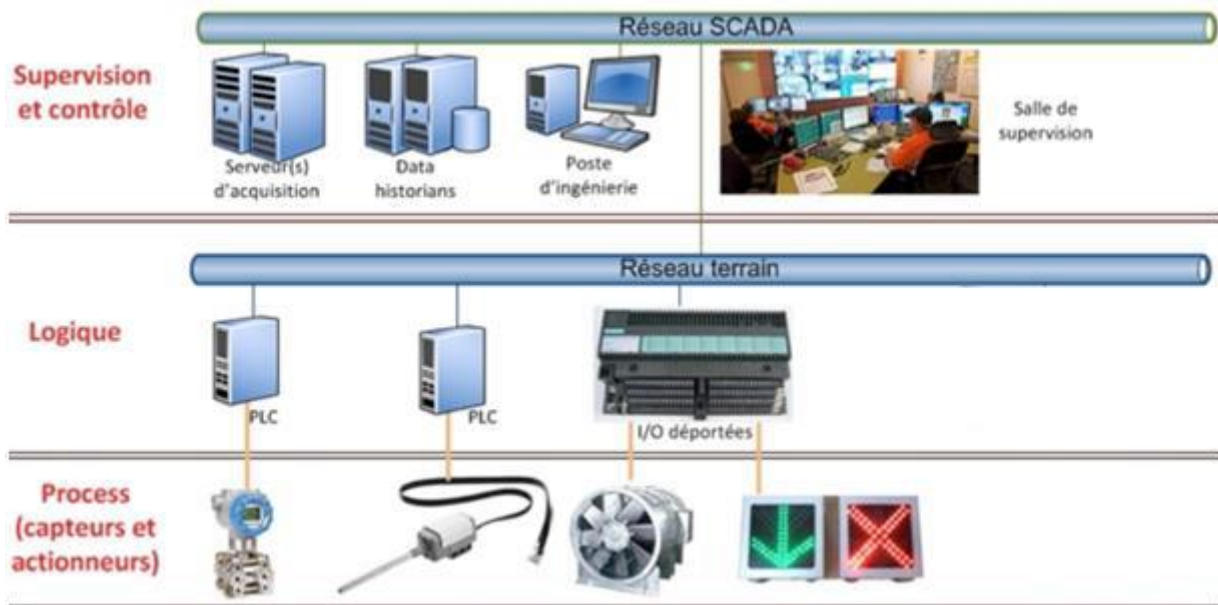 Réseau SCADA
Supervision
et contrôle
Serveur(s)
d'acquisition
Data
historians
Poste
d'ingénierie
Salle de
supervision
Réseau terrain
Logique
PLC
PLC
I/O déportées
Process
(capteurs et
actionneurs)